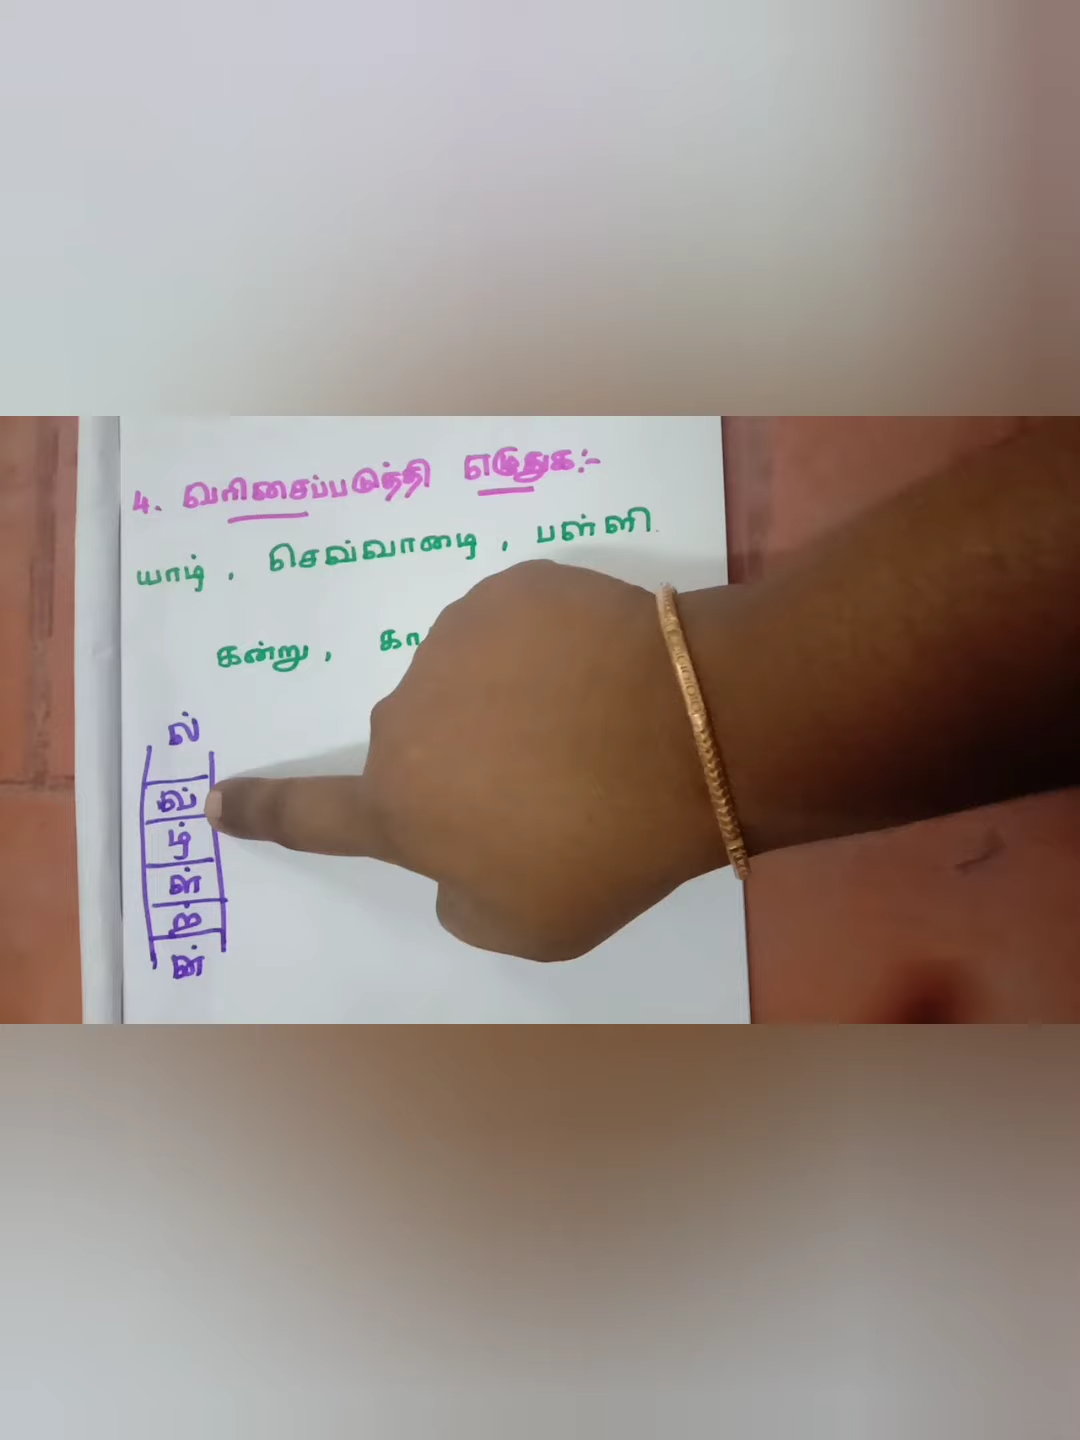 4. வரிசைப்படுத்தி எழுதுக:-
யாழ் , செவ்வாடை , பள்ளி.
கன்று ,
ல்
வ்
ழ்
ள்
ற்
ன்